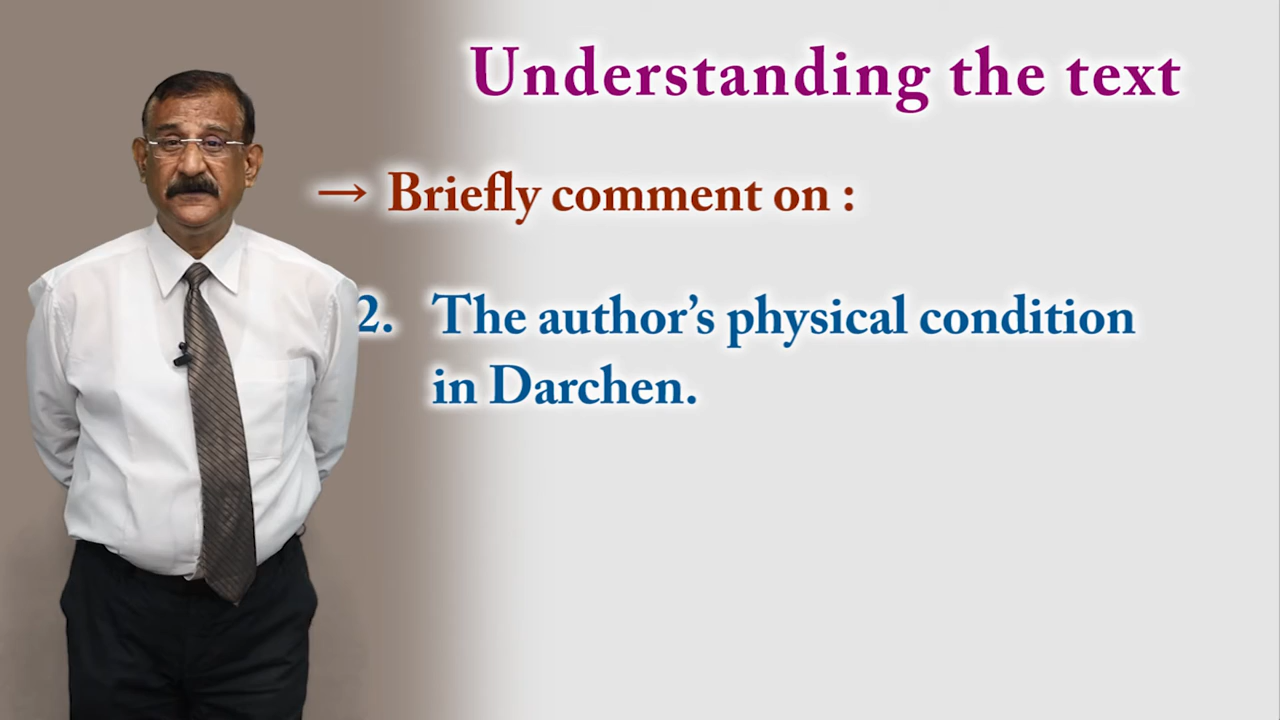 Understanding the text
→ Briefly comment on :
2. The author's physical condition
in Darchen.